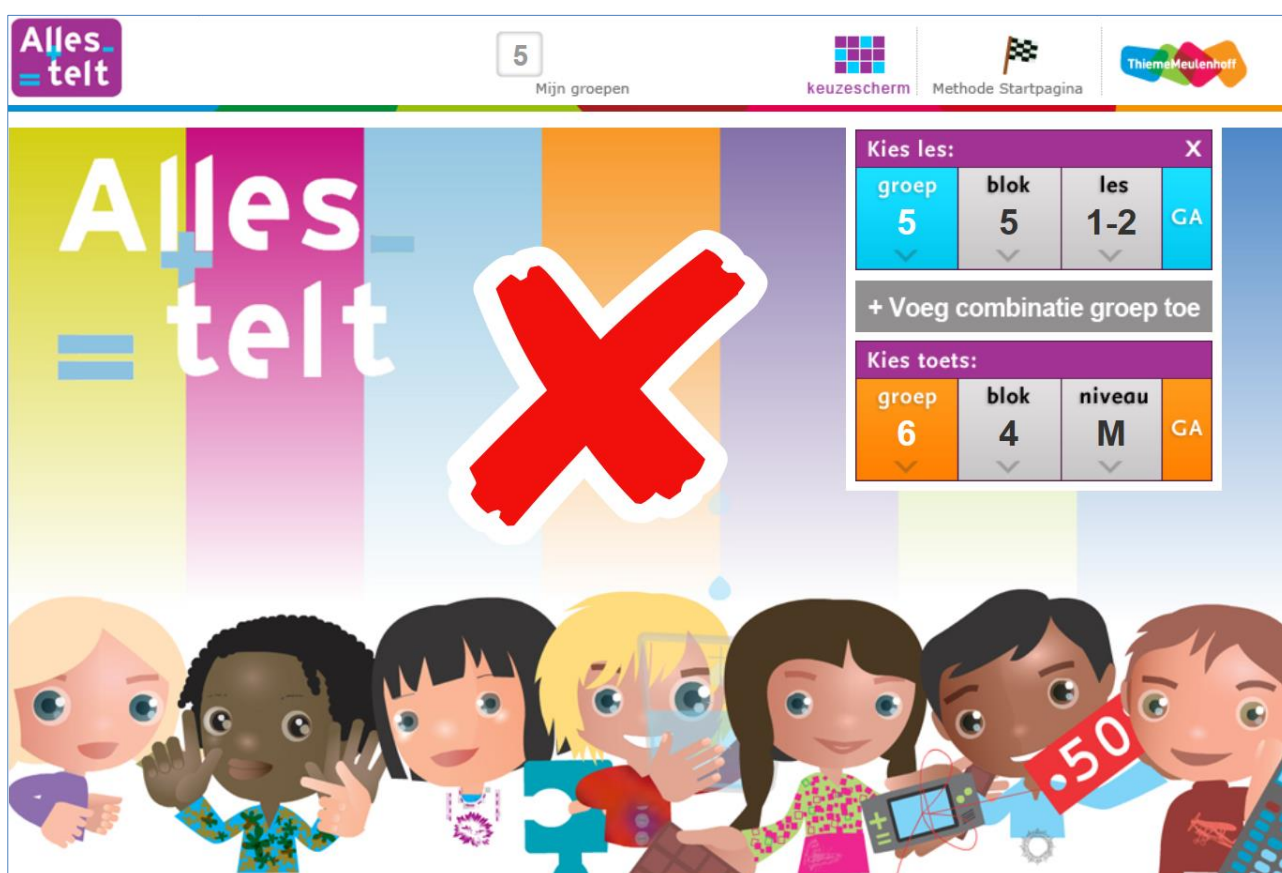 Alles
telt
5
Mijn groepen
keuzescherm
Methode Startpagina
ThiemeMeulenhoff
Alles
telt
Kies les: X
groep blok les
5 5 1-2 GA
+ Voeg combinatie groep toe
Kies toets:
groep blok niveau
6 4 M GA
50